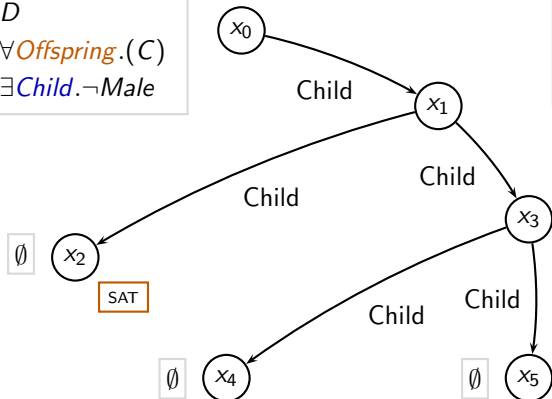 D
∀Offspring.(C)
∃Child.¬Male
x₀
Child
x₁
Child
Child
x₃
∅
x₂
SAT
Child
Child
∅
x₄
∅
x₅